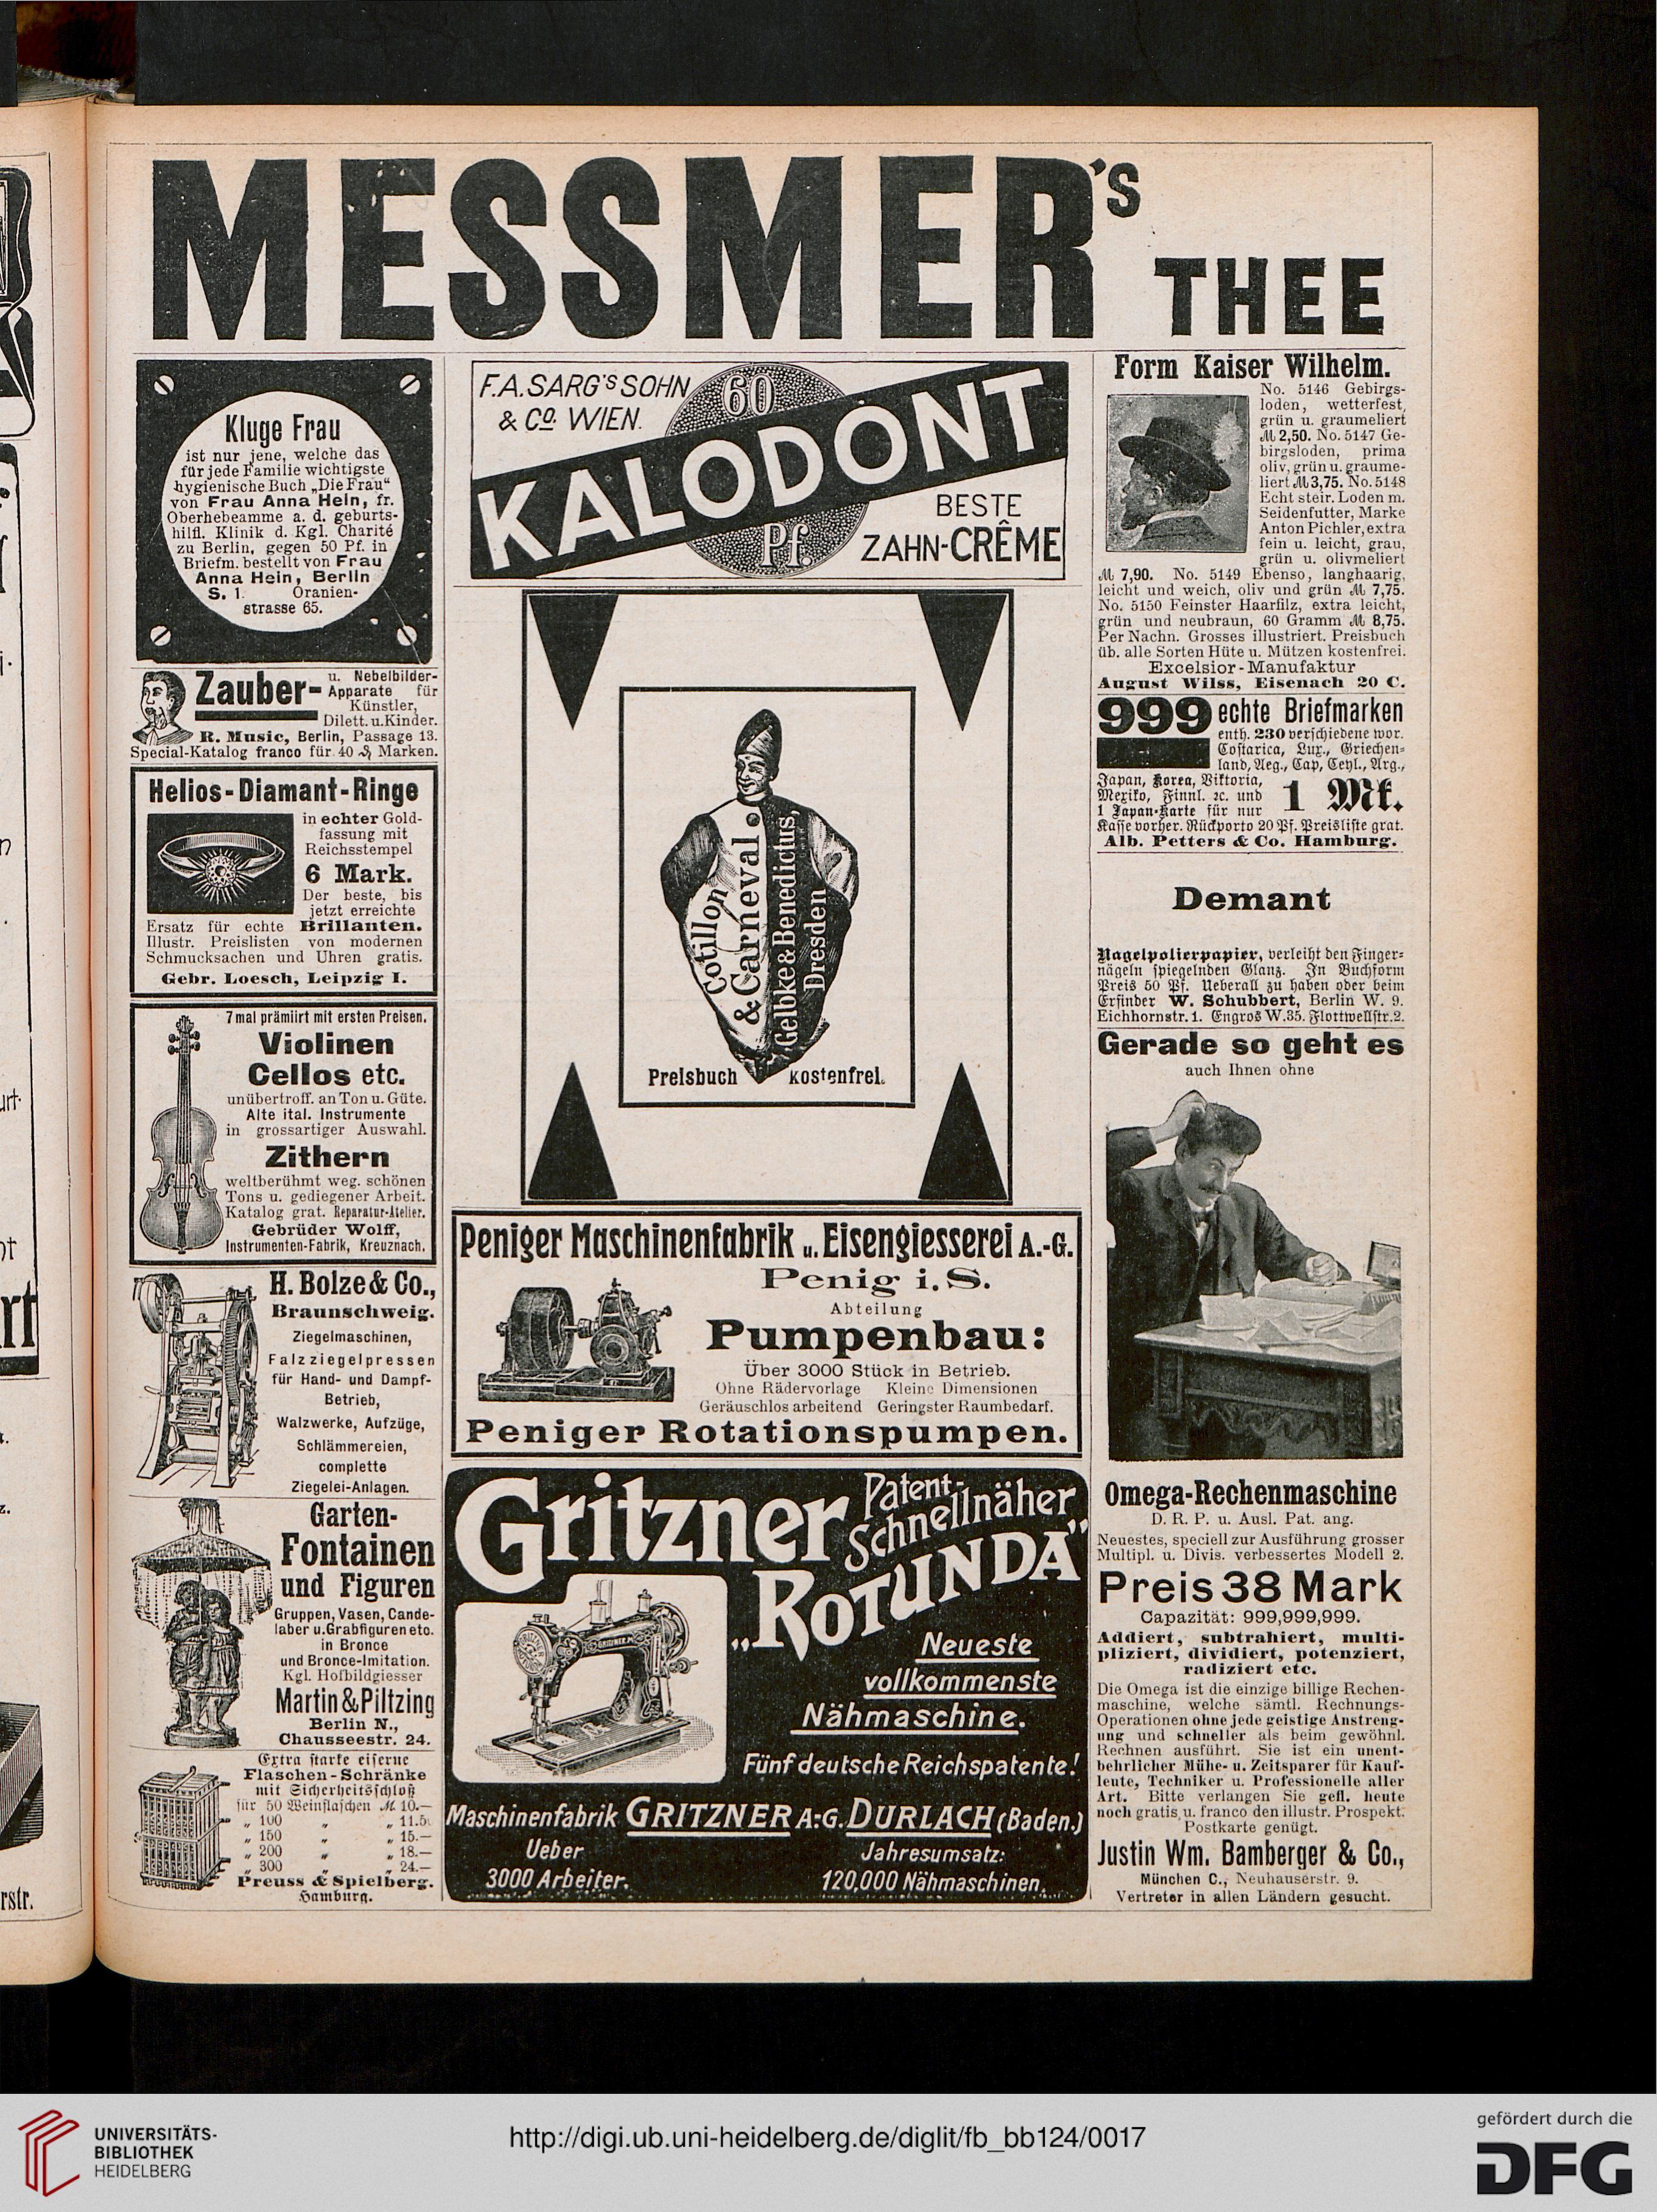 MESSMER'S
THEE
Kluge Frau
ist nur jene, welche das
für jede Familie wichtigste
hygienische Buch „Die Frau“
von Frau Anna Hein, fr.
Oberhebeamme a. d. geburts-
hilfl. Klinik d. Kgl. Charité
zu Berlin, gegen 50 Pf. in
Briefm. bestellt von Frau
Anna Hein, Berlin
S. 1. Oranien-
strasse 65.
Zauber-
u. Nebelbilder-
Apparate für
Künstler,
Dilett. u. Kinder.
R. Music, Berlin, Passage 13.
Special-Katalog franco für 40 ₰ Marken.
Helios-Diamant-Ringe
in echter Gold-
fassung mit
Reichsstempel
6 Mark.
Der beste, bis
jetzt erreichte
Ersatz für echte Brillanten.
Illustr. Preislisten von modernen
Schmucksachen und Uhren gratis.
Gebr. Loesch, Leipzig I.
7 mal prämiirt mit ersten Preisen.
Violinen
Cellos etc.
unübertroff. an Ton u. Güte.
Alte ital. Instrumente
in grossartiger Auswahl.
Zithern
weltberühmt weg. schönen
Tons u. gediegener Arbeit.
Katalog grat. Reparatur-Atelier.
Gebrüder Wolff,
Instrumenten-Fabrik, Kreuznach.
H. Bolze & Co.,
Braunschweig.
Ziegelmaschinen,
Falzziegelpressen
für Hand- und Dampf-
Betrieb,
Walzwerke, Aufzüge,
Schlämmereien,
complette
Ziegelei-Anlagen.
Garten-
Fontainen
und Figuren
Gruppen, Vasen, Cande-
laber u. Grabfiguren etc.
in Bronce
und Bronce-Imitation.
Kgl. Hofbildgiesser
Martin & Piltzing
Berlin N.,
Chausseestr. 24.
Extra starke eiserne
Flaschen-Schränke
mit Sicherheitsschloß
für 50 Weinflaschen M. 10.—
„ 100 „ „ 11.5
„ 150 „ „ 15.—
„ 200 „ „ 18.—
„ 300 „ „ 24.—
Preuss & Spielberg.
Hamburg.
F.A. SARG'S SOHN
& Co. WIEN.
60
KALODONT
Pf.
BESTE
ZAHN-CRÊME
Cotillon
& Carneval.
Gelbke & Benedictus,
Dresden
Preisbuch kostenfrei.
Peniger Maschinenfabrik u. Eisengiesserei A.-G.
Penig i. S.
Abteilung
Pumpenbau:
Über 3000 Stück in Betrieb.
Ohne Rädervorlage Kleine Dimensionen
Geräuschlos arbeitend Geringster Raumbedarf.
Peniger Rotationspumpen.
Gritzner
Patent-
Schnellnäher
„ROTUNDA“
GRITZNER
Neueste
vollkommenste
Nähmaschine.
Fünf deutsche Reichspatente!
Maschinenfabrik GRITZNER A:-G. DURLACH (Baden.)
Ueber Jahresumsatz:
3000 Arbeiter. 120,000 Nähmaschinen.
Form Kaiser Wilhelm.
No. 5146 Gebirgs-
loden, wetterfest,
grün u. graumeliert
M 2,50. No. 5147 Ge-
birgsloden, prima
oliv, grün u. graume-
liert M 3,75. No. 5148
Echt steir. Loden m.
Seidenfutter, Marke
Anton Pichler, extra
fein u. leicht, grau,
grün u. olivmeliert
M 7,90. No. 5149 Ebenso, langhaarig,
leicht und weich, oliv und grün M 7,75.
No. 5150 Feinster Haarfilz, extra leicht,
grün und neubraun, 60 Gramm M 8,75.
Per Nachn. Grosses illustriert. Preisbuch
üb. alle Sorten Hüte u. Mützen kostenfrei.
Excelsior-Manufaktur
August Wilss, Eisenach 20 C.
999 echte Briefmarken
enth. 230 verschiedene wor.
Costarica, Lux., Griechen-
land, Aeg., Cap, Ceyl., Arg.,
Japan, Korea, Viktoria,
Mexiko, Finnl. ꝛc. und
1 Japan-Karte für nur
1 Mk.
Kasse vorher. Rückporto 20 Pf. Preisliste grat.
Alb. Petters & Co. Hamburg.
Demant
Nagelpolierpapier, verleiht den Finger-
nägeln spiegelnden Glanz. In Buchform
Preis 50 Pf. Ueberall zu haben oder beim
Erfinder W. Schubbert, Berlin W. 9.
Eichhornstr. 1. Engros W. 35. Flottwellstr. 2.
Gerade so geht es
auch Ihnen ohne
Omega-Rechenmaschine
D. R. P. u. Ausl. Pat. ang.
Neuestes, speciell zur Ausführung grosser
Multipl. u. Divis. verbessertes Modell 2.
Preis 38 Mark
Capazität: 999,999,999.
Addiert, subtrahiert, multi-
pliziert, dividiert, potenziert,
radiziert etc.
Die Omega ist die einzige billige Rechen-
maschine, welche sämtl. Rechnungs-
Operationen ohne jede geistige Anstreng-
ung und schneller als beim gewöhnl.
Rechnen ausführt. Sie ist ein unent-
behrlicher Mühe- u. Zeitsparer für Kauf-
leute, Techniker u. Professionelle aller
Art. Bitte verlangen Sie gefl. heute
noch gratis u. franco den illustr. Prospekt.
Postkarte genügt.
Justin Wm. Bamberger & Co.,
München C., Neuhauserstr. 9.
Vertreter in allen Ländern gesucht.
UNIVERSITÄTS-
BIBLIOTHEK
HEIDELBERG
http://digi.ub.uni-heidelberg.de/diglit/fb_bb124/0017
gefördert durch die
DFG